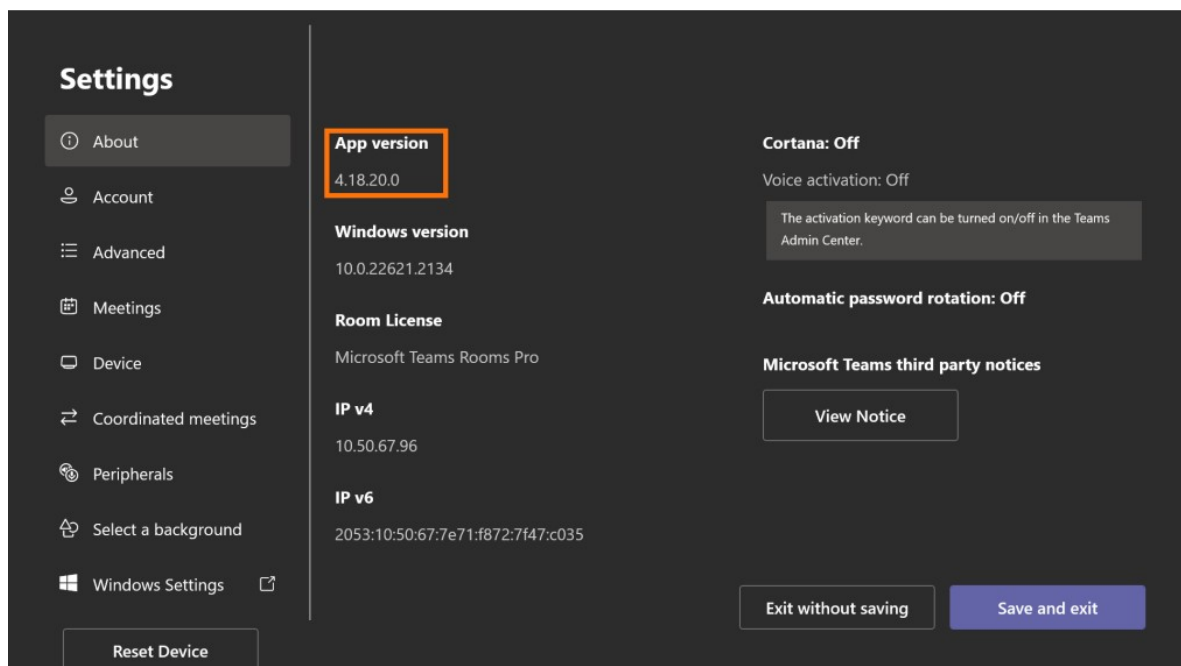 Settings
About
Account
Advanced
Meetings
Device
Coordinated meetings
Peripherals
Select a background
Windows Settings
Reset Device
App version
4.18.20.0
Windows version
10.0.22621.2134
Room License
Microsoft Teams Rooms Pro
IP v4
10.50.67.96
IP v6
2053:10:50:67:7e71:f872:7f47:c035
Cortana: Off
Voice activation: Off
The activation keyword can be turned on/off in the Teams
Admin Center.
Automatic password rotation: Off
Microsoft Teams third party notices
View Notice
Exit without saving
Save and exit